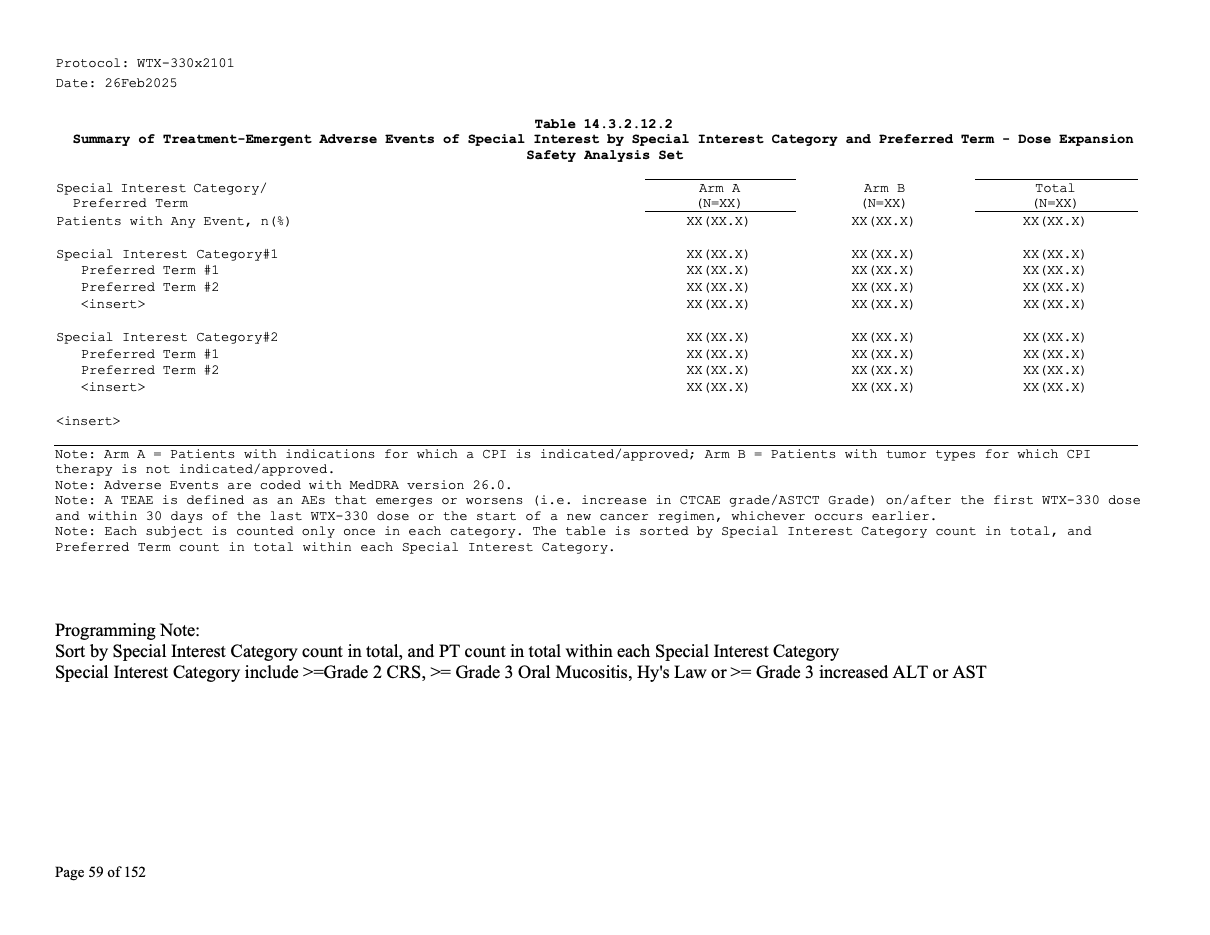 Protocol: WTX-330x2101
Date: 26Feb2025
Table 14.3.2.12.2
Summary of Treatment-Emergent Adverse Events of Special Interest by Special Interest Category and Preferred Term - Dose Expansion
Safety Analysis Set
Special Interest Category/ Arm A Arm B Total
Preferred Term (N=XX) (N=XX) (N=XX)
Patients with Any Event, n(%) XX(XX.X) XX(XX.X) XX(XX.X)
Special Interest Category#1 XX(XX.X) XX(XX.X) XX(XX.X)
Preferred Term #1 XX(XX.X) XX(XX.X) XX(XX.X)
Preferred Term #2 XX(XX.X) XX(XX.X) XX(XX.X)
<insert> XX(XX.X) XX(XX.X) XX(XX.X)
Special Interest Category#2 XX(XX.X) XX(XX.X) XX(XX.X)
Preferred Term #1 XX(XX.X) XX(XX.X) XX(XX.X)
Preferred Term #2 XX(XX.X) XX(XX.X) XX(XX.X)
<insert> XX(XX.X) XX(XX.X) XX(XX.X)
<insert>
Note: Arm A = Patients with indications for which a CPI is indicated/approved; Arm B = Patients with tumor types for which CPI
therapy is not indicated/approved.
Note: Adverse Events are coded with MedDRA version 26.0.
Note: A TEAE is defined as an AEs that emerges or worsens (i.e. increase in CTCAE grade/ASTCT Grade) on/after the first WTX-330 dose
and within 30 days of the last WTX-330 dose or the start of a new cancer regimen, whichever occurs earlier.
Note: Each subject is counted only once in each category. The table is sorted by Special Interest Category count in total, and
Preferred Term count in total within each Special Interest Category.
Programming Note:
Sort by Special Interest Category count in total, and PT count in total within each Special Interest Category
Special Interest Category include >=Grade 2 CRS, >= Grade 3 Oral Mucositis, Hy's Law or >= Grade 3 increased ALT or AST
Page 59 of 152